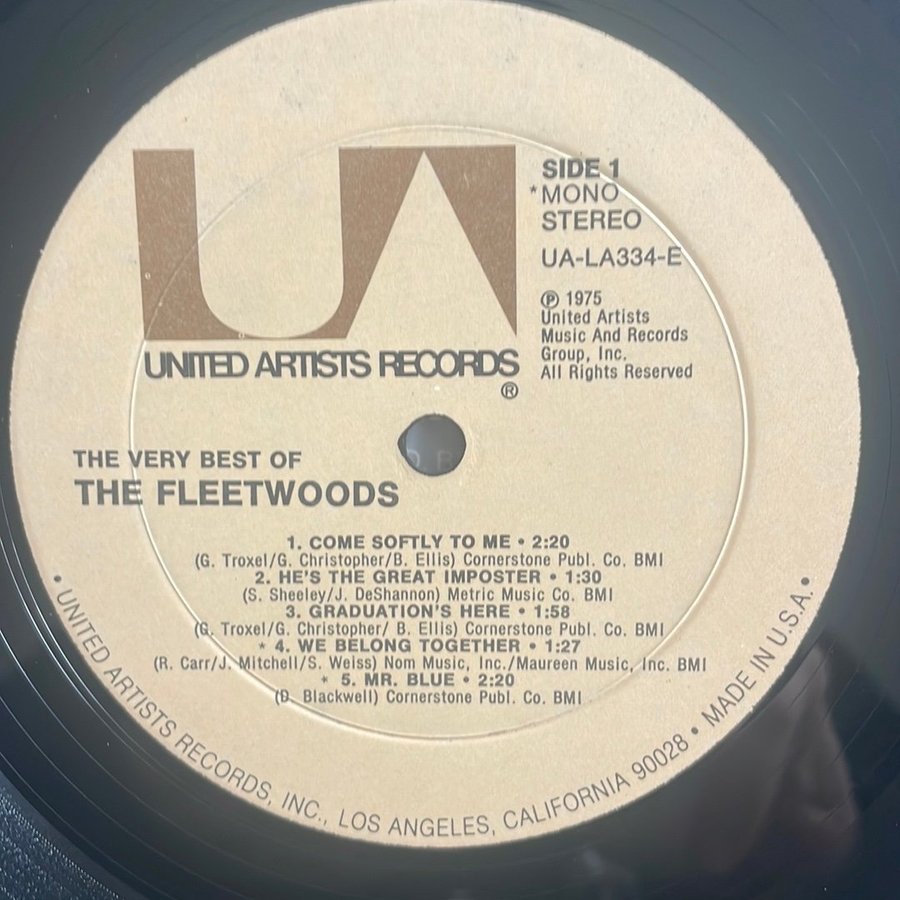 UA
SIDE 1
*MONO
STEREO
UA-LA334-E
Ⓟ 1975
United Artists
Music And Records
Group, Inc.
All Rights Reserved
UNITED ARTISTS RECORDS
®
THE VERY BEST OF
THE FLEETWOODS
1. COME SOFTLY TO ME • 2:20
(G. Troxel/G. Christopher/B. Ellis) Cornerstone Publ. Co. BMI
2. HE'S THE GREAT IMPOSTER • 1:30
(S. Sheeley/J. DeShannon) Metric Music Co. BMI
3. GRADUATION'S HERE • 1:58
(G. Troxel/G. Christopher/ B. Ellis) Cornerstone Publ. Co. BMI
* 4. WE BELONG TOGETHER • 1:27
(R. Carr/J. Mitchell/S. Weiss) Nom Music, Inc./Maureen Music, Inc. BMI
* 5. MR. BLUE • 2:20
(D. Blackwell) Cornerstone Publ. Co. BMI
• UNITED ARTISTS RECORDS, INC., LOS ANGELES, CALIFORNIA 90028 • MADE IN U.S.A. •